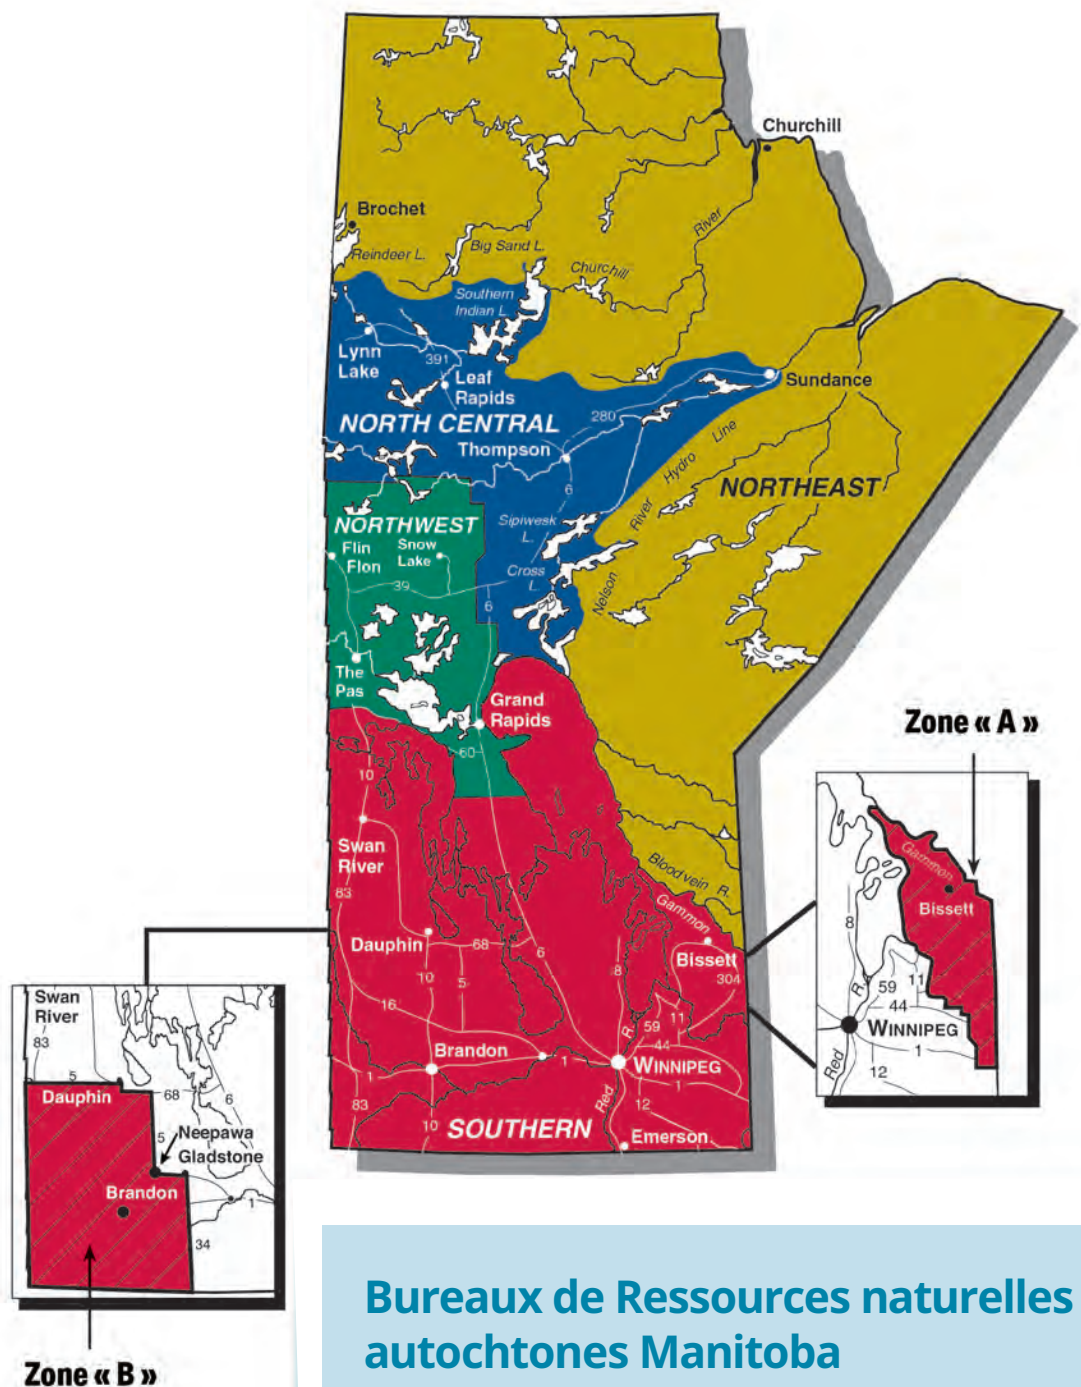 Churchill
Brochet
Reindeer L.
Big Sand L.
Churchill
River
Southern
Indian L.
Lynn
Lake
391
Leaf
Rapids
Sundance
NORTH CENTRAL
280
Thompson
River
Hydro
Line
NORTHEAST
6
NORTHWEST
Sipiwesk
L.
Flin
Flon
Snow
Lake
Cross
L.
39
6
Nelson
The
Pas
Grand
Rapids
60
10
Swan
River
83
Bloodvein R.
Gammon
Dauphin
68
6
Bissett
304
8
10
5
16
11
59
R.
44
Brandon
1
WINNIPEG
1
1
83
Red
12
10
SOUTHERN
Emerson
Zone « A »
Gammon
Bissett
8
R.
59
11
44
WINNIPEG
1
Red
12
Swan
River
83
5
Dauphin
68
6
5
Neepawa
Gladstone
Brandon
1
34
Zone « B »
Bureaux de Ressources naturelles
autochtones Manitoba